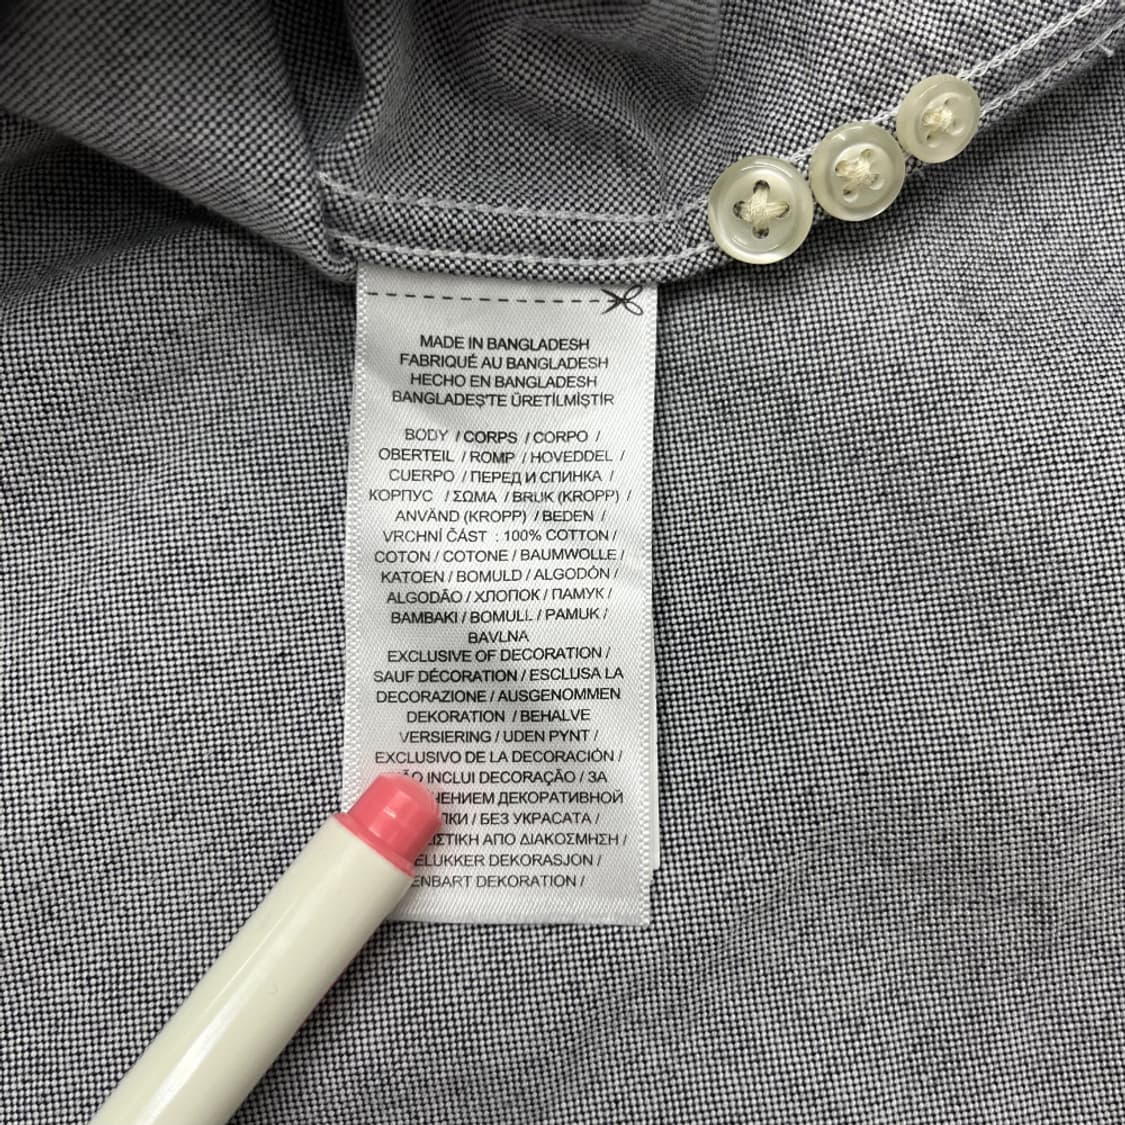 MADE IN BANGLADESH
FABRIQUÉ AU BANGLADESH
HECHO EN BANGLADESH
BANGLADEŞ'TE ÜRETİLMİŞTİR
BODY / CORPS / CORPO /
OBERTEIL / ROMP / HOVEDDEL /
CUERPO / ПЕРЕД И СПИНКА /
КОРПУС / ΣΩΜΑ / BRUK (KROPP) /
ANVÄND (KROPP) / BEDEN /
VRCHNÍ ČÁST : 100% COTTON /
COTON / COTONE / BAUMWOLLE /
KATOEN / BOMULD / ALGODÓN /
ALGODÃO / ХЛОПОК / ПАМУК /
BAMBAKI / BOMULL / PAMUK /
BAVLNA
EXCLUSIVE OF DECORATION /
SAUF DÉCORATION / ESCLUSA LA
DECORAZIONE / AUSGENOMMEN
DEKORATION / BEHALVE
VERSIERING / UDEN PYNT /
EXCLUSIVO DE LA DECORACIÓN /
INCLUI DECORAÇÃO / ЗА
ДЕКОРАТИВНОЙ
/ БЕЗ УКРАСАТА /
ΑΠΟ ΔΙΑΚΟΣΜΗΣΗ /
DEKORASJON /
DEKORATION /